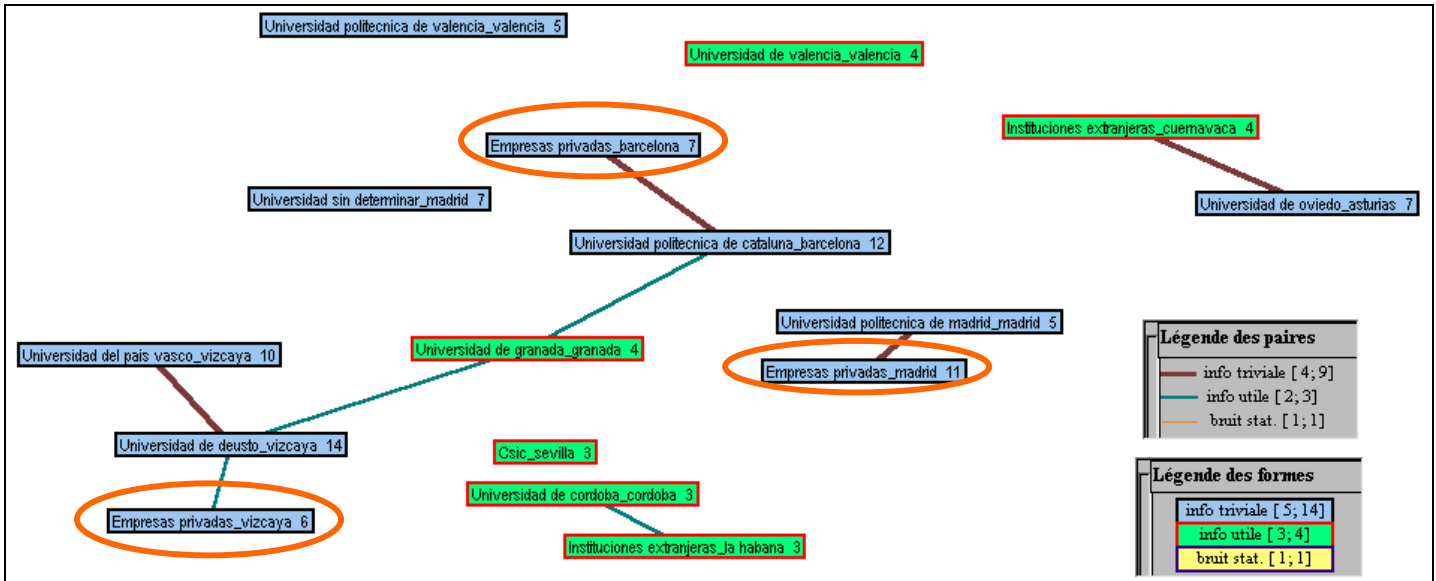 Universidad politecnica de valencia_valencia 5
Universidad de valencia_valencia 4
Instituciones extranjeras_cuernavaca 4
Empresas privadas_barcelona 7
Universidad sin determinar_madrid 7
Universidad de oviedo_asturias 7
Universidad politecnica de cataluna_barcelona 12
Universidad politecnica de madrid_madrid 5
Universidad del pais vasco_vizcaya 10
Universidad de granada_granada 4
Empresas privadas_madrid 11
Universidad de deusto_vizcaya 14
Csic_sevilla 3
Universidad de cordoba_cordoba 3
Empresas privadas_vizcaya 6
Instituciones extranjeras_la habana 3
Légende des paires
info triviale [ 4; 9]
info utile [ 2; 3]
bruit stat. [ 1; 1]
Légende des formes
info triviale [ 5; 14]
info utile [ 3; 4]
bruit stat. [ 1; 1]